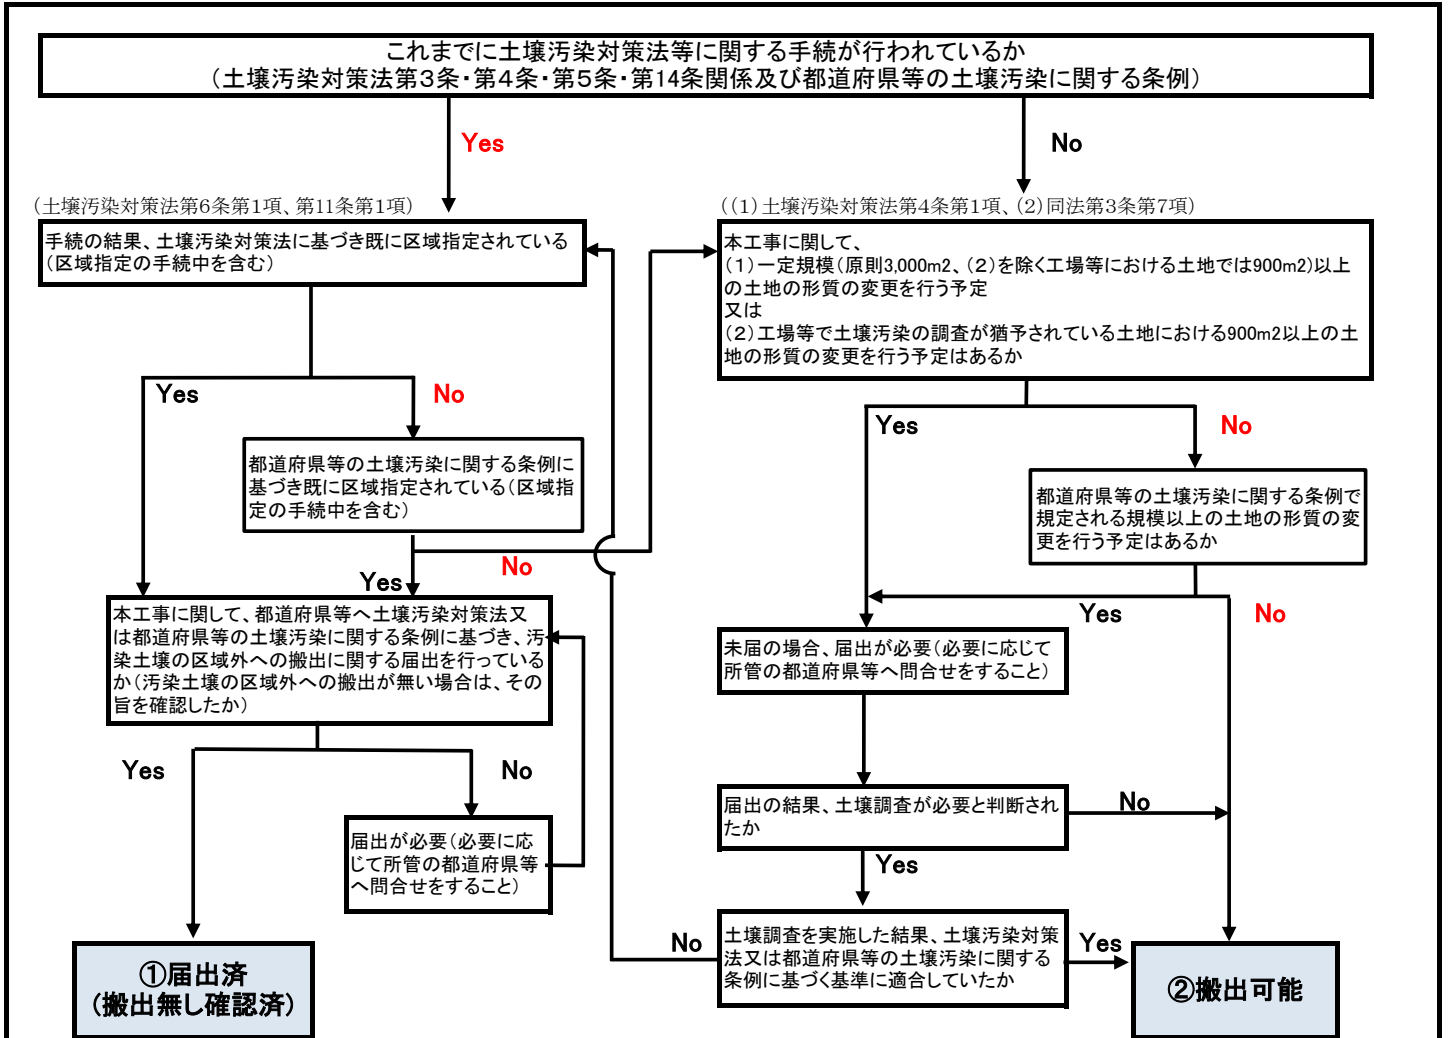 これまでに土壌汚染対策法等に関する手続が行われているか
(土壌汚染対策法第3条・第4条・第5条・第14条関係及び都道府県等の土壌汚染に関する条例)
Yes
No
(土壌汚染対策法第6条第1項、第11条第1項)
((1)土壌汚染対策法第4条第1項、(2)同法第3条第7項)
手続の結果、土壌汚染対策法に基づき既に区域指定されている
(区域指定の手続中を含む)
本工事に関して、
(1)一定規模(原則3,000m2、(2)を除く工場等における土地では900m2)以上
の土地の形質の変更を行う予定
又は
(2)工場等で土壌汚染の調査が猶予されている土地における900m2以上の土
地の形質の変更を行う予定はあるか
Yes
No
Yes
No
都道府県等の土壌汚染に関する条例に
基づき既に区域指定されている(区域指
定の手続中を含む)
都道府県等の土壌汚染に関する条例で
規定される規模以上の土地の形質の変
更を行う予定はあるか
No
Yes
Yes
No
本工事に関して、都道府県等へ土壌汚染対策法又
は都道府県等の土壌汚染に関する条例に基づき、汚
染土壌の区域外への搬出に関する届出を行っている
か(汚染土壌の区域外への搬出が無い場合は、その
旨を確認したか)
未届の場合、届出が必要(必要に応じて
所管の都道府県等へ問合せをすること)
Yes
No
届出が必要(必要に応
じて所管の都道府県等
へ問合せをすること)
届出の結果、土壌調査が必要と判断され
たか
No
Yes
土壌調査を実施した結果、土壌汚染対策
法又は都道府県等の土壌汚染に関する
条例に基づく基準に適合していたか
No
Yes
①届出済
(搬出無し確認済)
②搬出可能